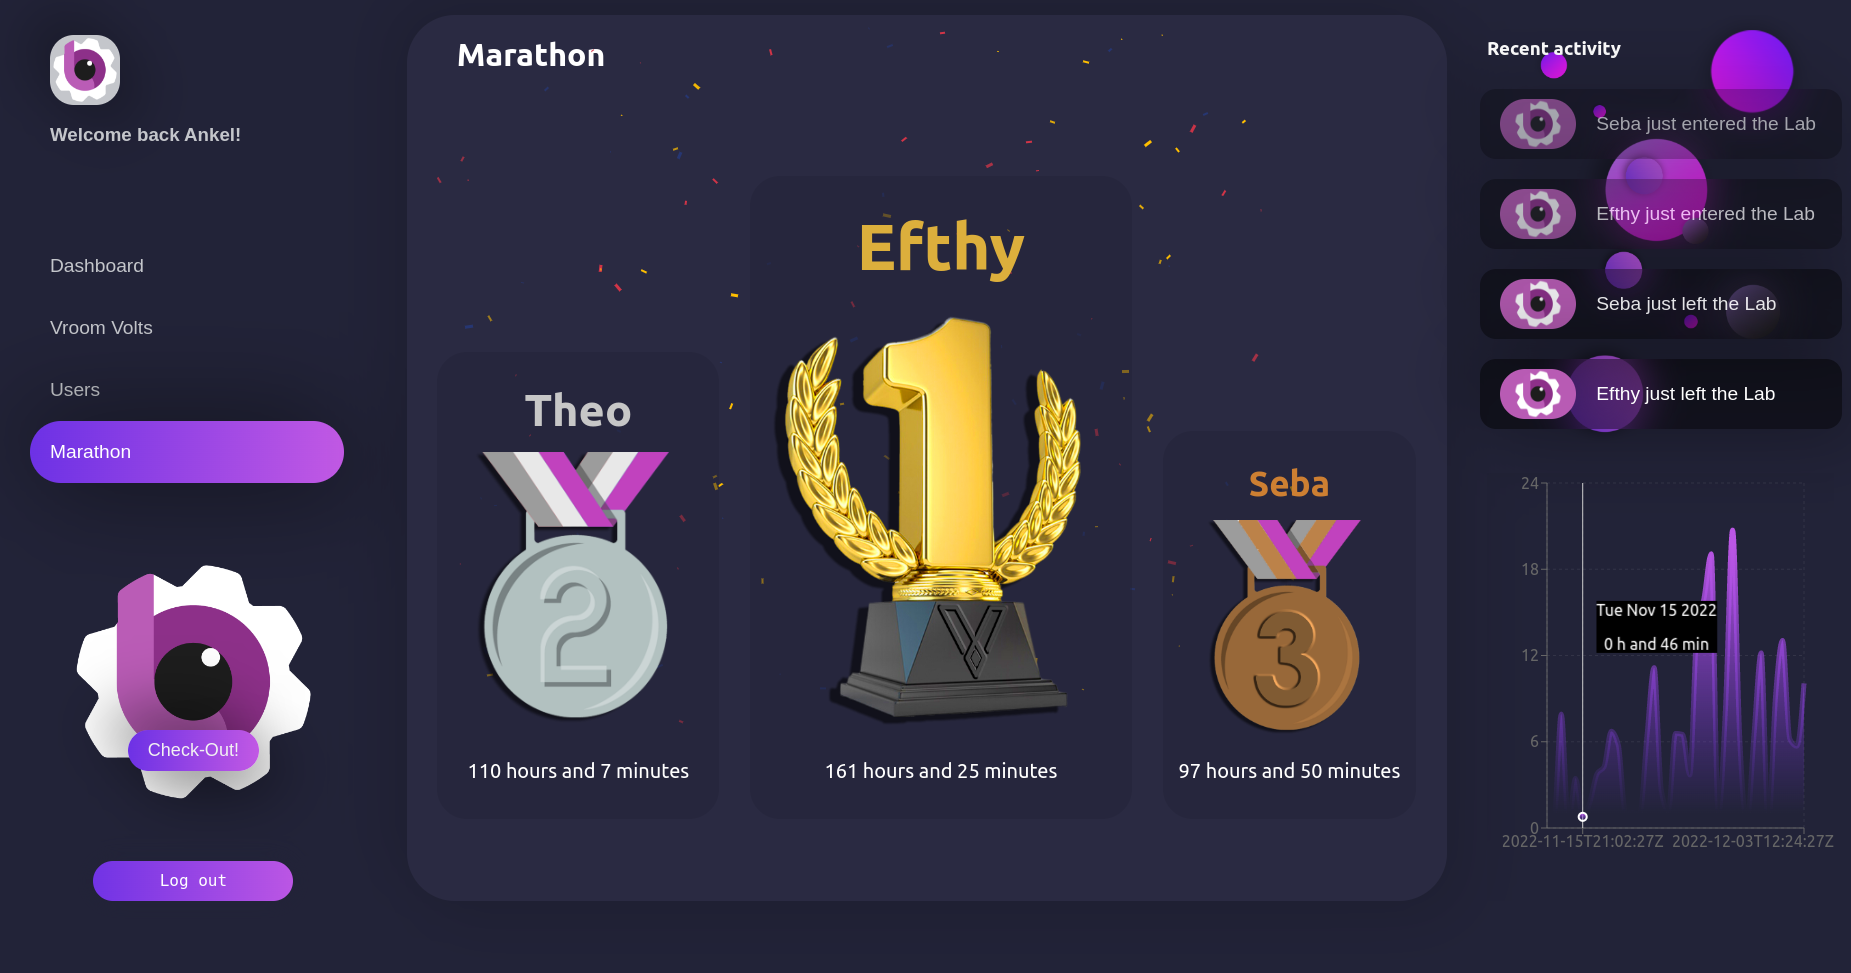 Welcome back Ankel!
Dashboard
Vroom Volts
Users
Marathon
Check-Out!
Log out
Marathon
Theo
2
110 hours and 7 minutes
Efthy
1
161 hours and 25 minutes
Seba
3
97 hours and 50 minutes
Recent activity
Seba just entered the Lab
Efthy just entered the Lab
Seba just left the Lab
Efthy just left the Lab
24
18
12
6
0
Tue Nov 15 2022
0 h and 46 min
2022-11-15T21:02:27Z 2022-12-03T12:24:27Z